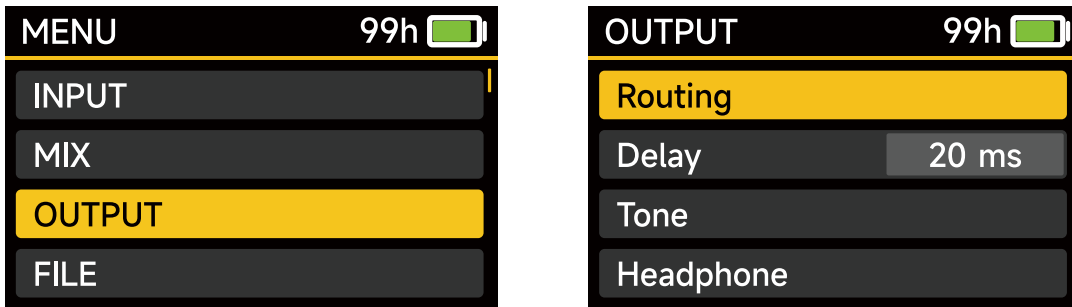 MENU 99h
INPUT
MIX
OUTPUT
FILE
OUTPUT 99h
Routing
Delay 20 ms
Tone
Headphone